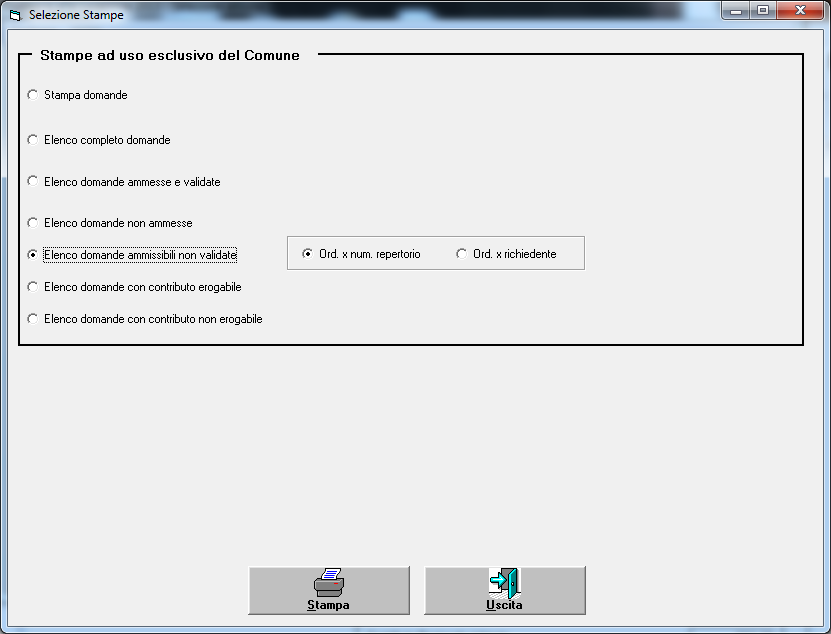 Selezione Stampe
Stampe ad uso esclusivo del Comune
Stampa domande
Elenco completo domande
Elenco domande ammesse e validate
Elenco domande non ammesse
Elenco domande ammissibili non validate
Ord. x num. repertorio
Ord. x richiedente
Elenco domande con contributo erogabile
Elenco domande con contributo non erogabile
Stampa
Uscita